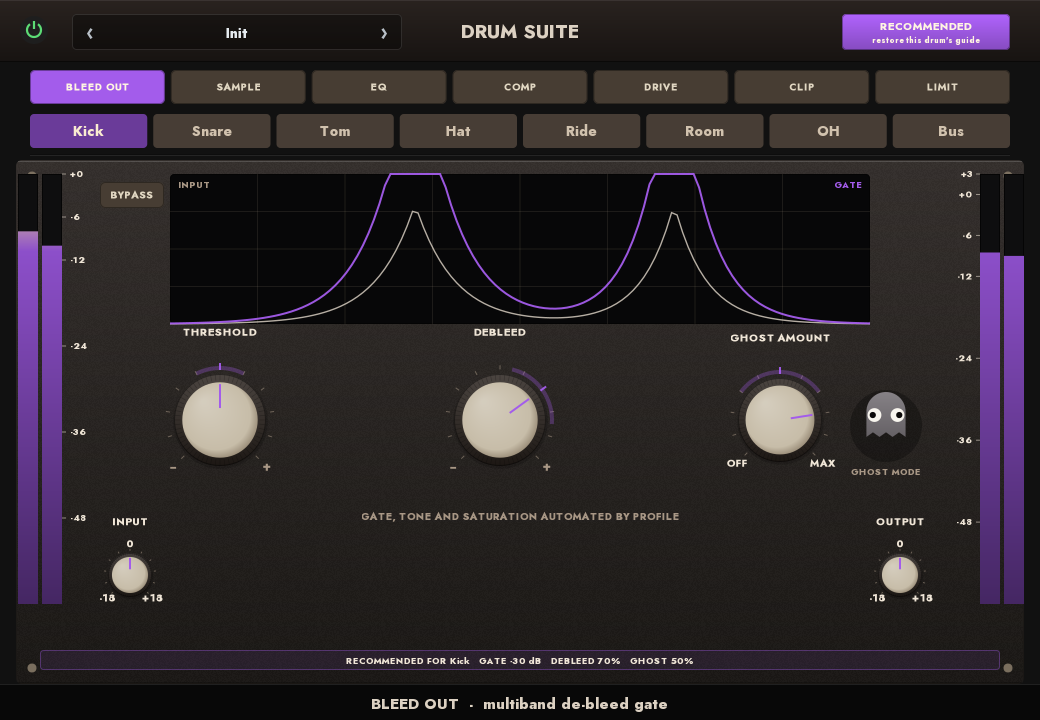 ‹ Init ›
DRUM SUITE
RECOMMENDED
restore this drum's guide
BLEED OUT SAMPLE EQ COMP DRIVE CLIP LIMIT
Kick Snare Tom Hat Ride Room OH Bus
+0
-6
-12
-24
-36
-48
BYPASS
INPUT GATE
+3
+0
-6
-12
-24
-36
-48
THRESHOLD DEBLEED GHOST AMOUNT
− + − + OFF MAX
GHOST MODE
GATE, TONE AND SATURATION AUTOMATED BY PROFILE
INPUT
0
-18 +18
OUTPUT
0
-18 +18
RECOMMENDED FOR Kick GATE -30 dB DEBLEED 70% GHOST 50%
BLEED OUT - multiband de-bleed gate